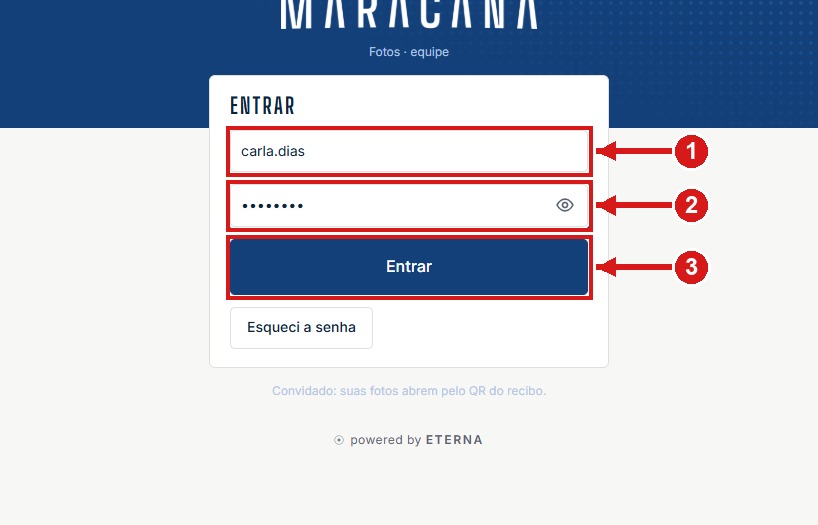 MARACANÃ
Fotos · equipe
ENTRAR
carla.dias
1
••••••••
2
Entrar
3
Esqueci a senha
Convidado: suas fotos abrem pelo QR do recibo.
powered by ETERNA